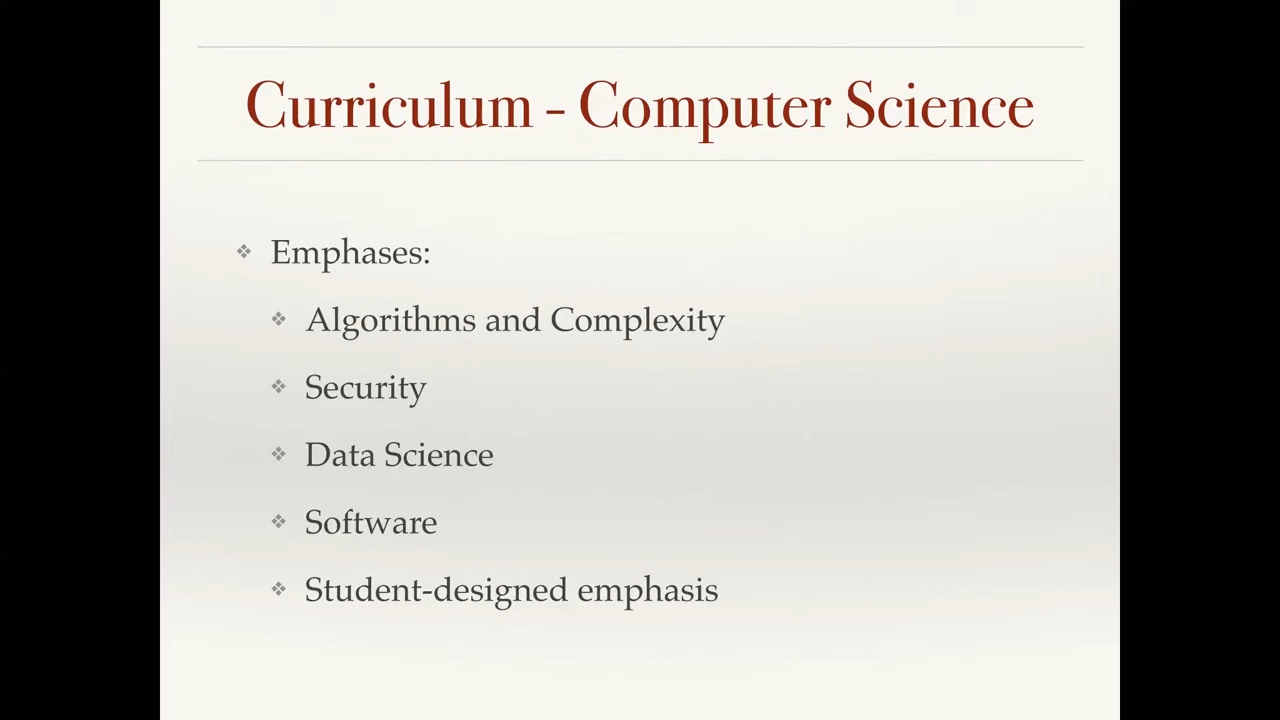 Curriculum - Computer Science
❖ Emphases:
❖ Algorithms and Complexity
❖ Security
❖ Data Science
❖ Software
❖ Student-designed emphasis